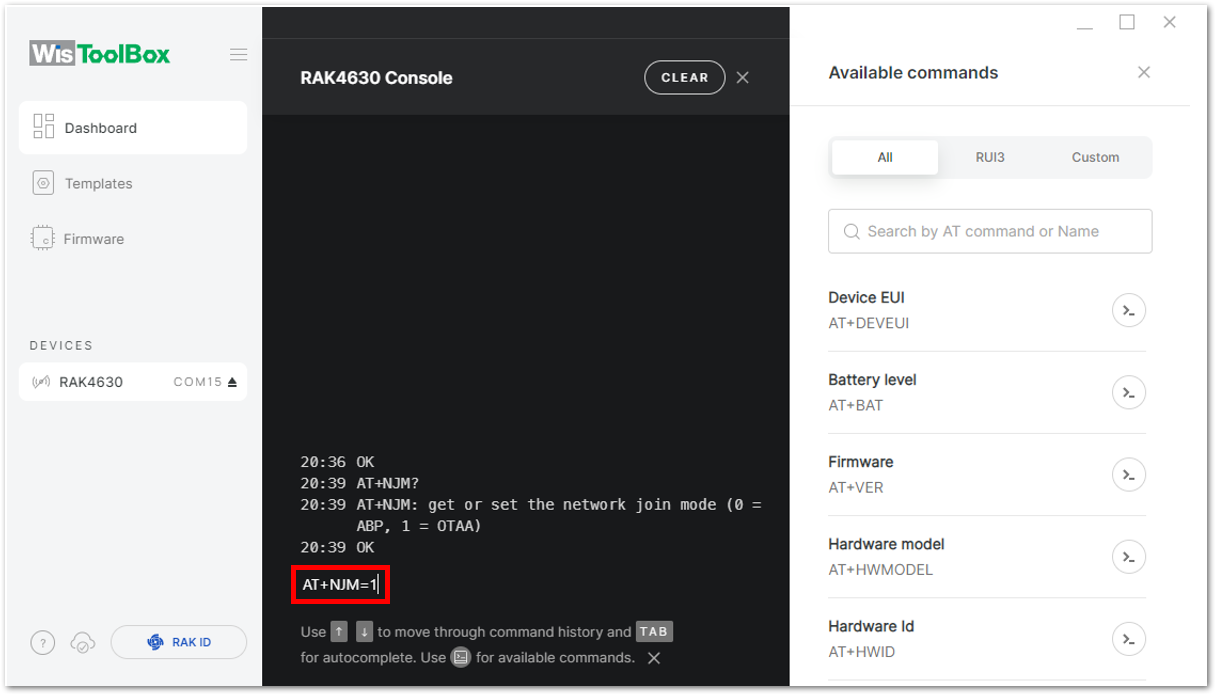 WisToolBox
Dashboard
Templates
Firmware
DEVICES
RAK4630 COM15
?
RAK ID
RAK4630 Console
CLEAR
20:36 OK
20:39 AT+NJM?
20:39 AT+NJM: get or set the network join mode (0 =
ABP, 1 = OTAA)
20:39 OK
AT+NJM=1
Use ↑ ↓ to move through command history and TAB
for autocomplete. Use for available commands.
Available commands
All RUI3 Custom
Search by AT command or Name
Device EUI
AT+DEVEUI
Battery level
AT+BAT
Firmware
AT+VER
Hardware model
AT+HWMODEL
Hardware Id
AT+HWID